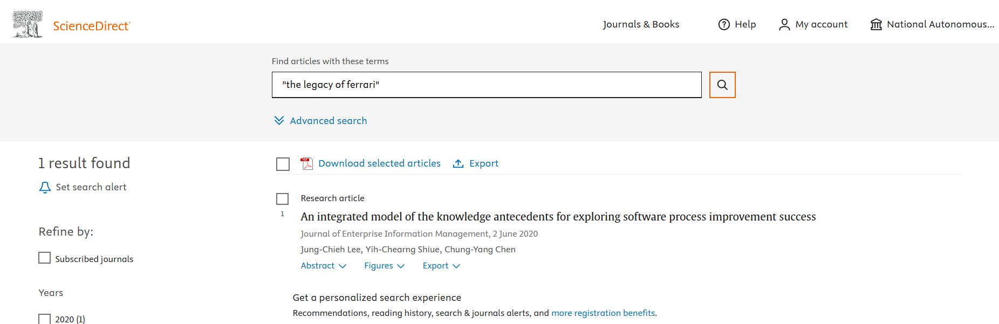 ScienceDirect®
Journals & Books
Help
My account
National Autonomous...
Find articles with these terms
"the legacy of ferrari"
Advanced search
1 result found
Set search alert
Refine by:
Subscribed journals
Years
2020 (1)
Download selected articles
Export
Research article
1
An integrated model of the knowledge antecedents for exploring software process improvement success
Journal of Enterprise Information Management, 2 June 2020
Jung-Chieh Lee, Yih-Chearng Shiue, Chung-Yang Chen
Abstract
Figures
Export
Get a personalized search experience
Recommendations, reading history, search & journals alerts, and more registration benefits.